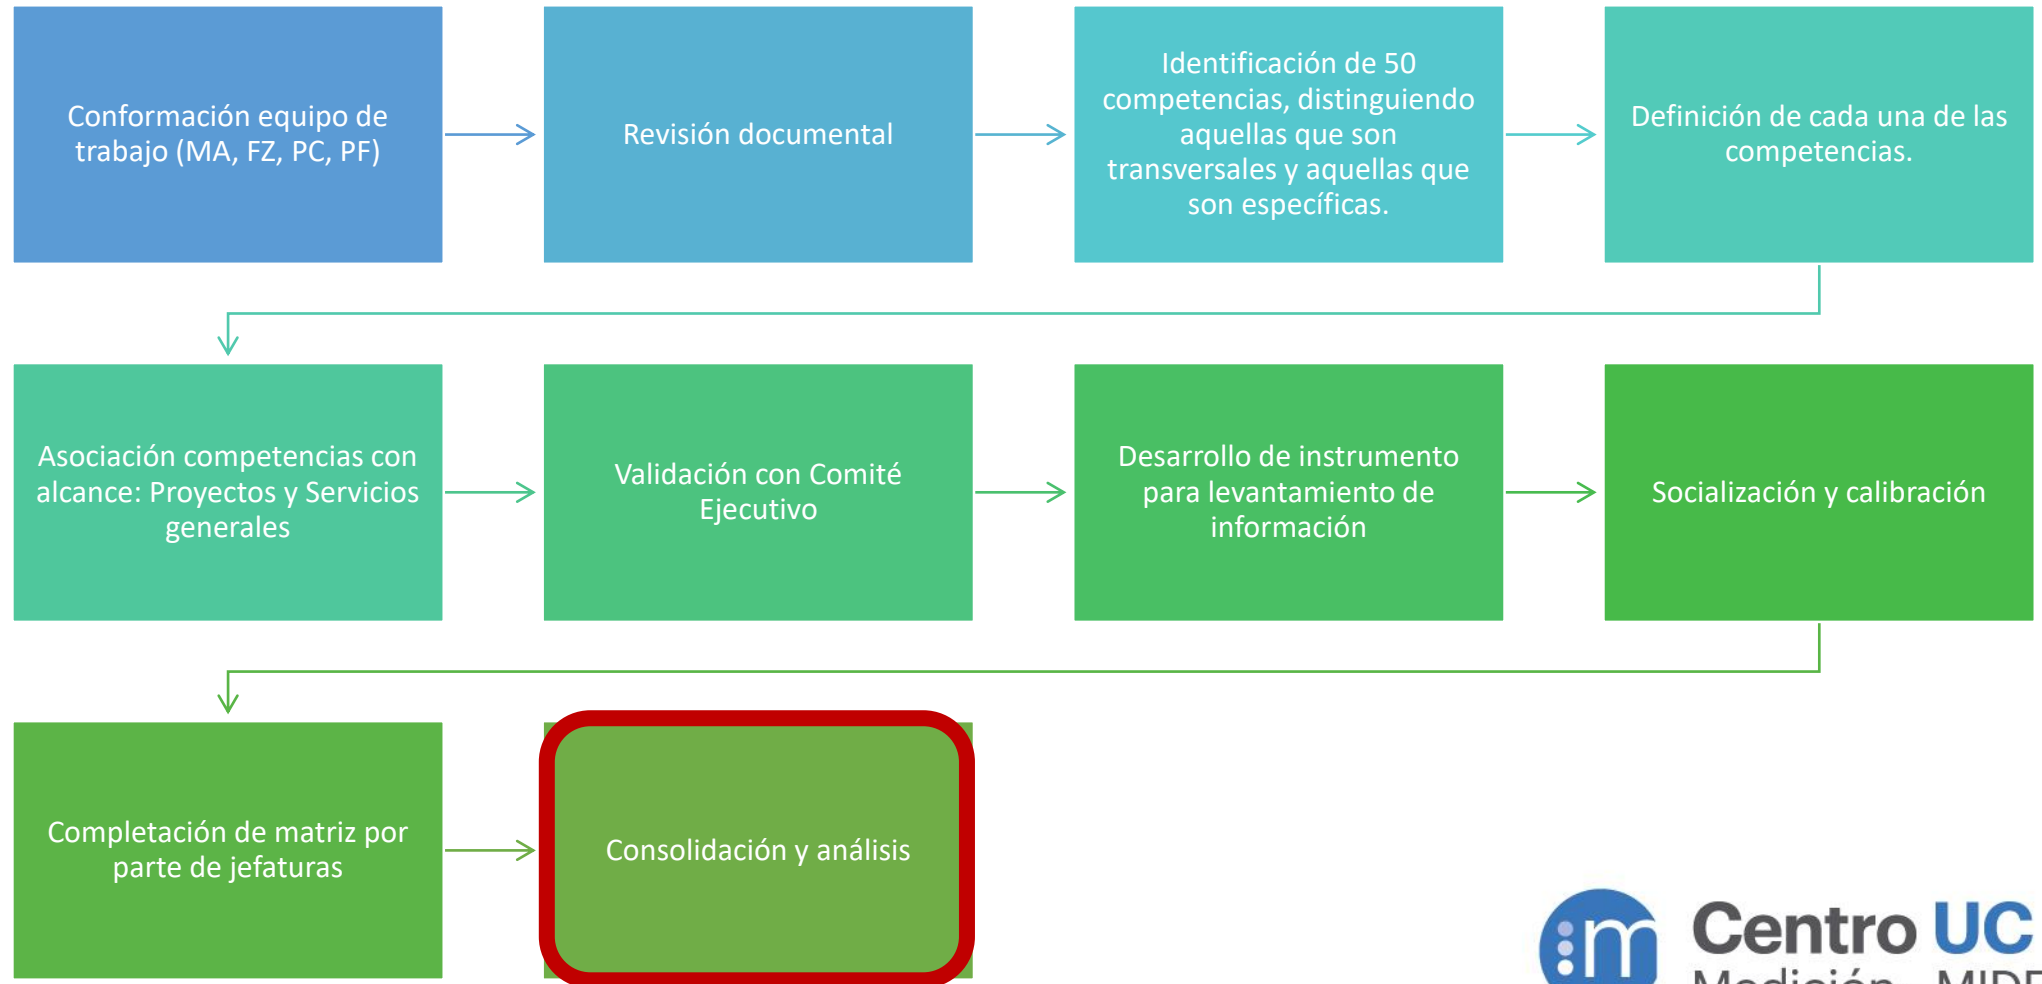 Conformación equipo de
trabajo (MA, FZ, PC, PF)
Revisión documental
Identificación de 50
competencias, distinguiendo
aquellas que son
transversales y aquellas que
son específicas.
Definición de cada una de las
competencias.
Asociación competencias con
alcance: Proyectos y Servicios
generales
Validación con Comité
Ejecutivo
Desarrollo de instrumento
para levantamiento de
información
Socialización y calibración
Completación de matriz por
parte de jefaturas
Consolidación y análisis
m
Centro UC
Medición - MIDE